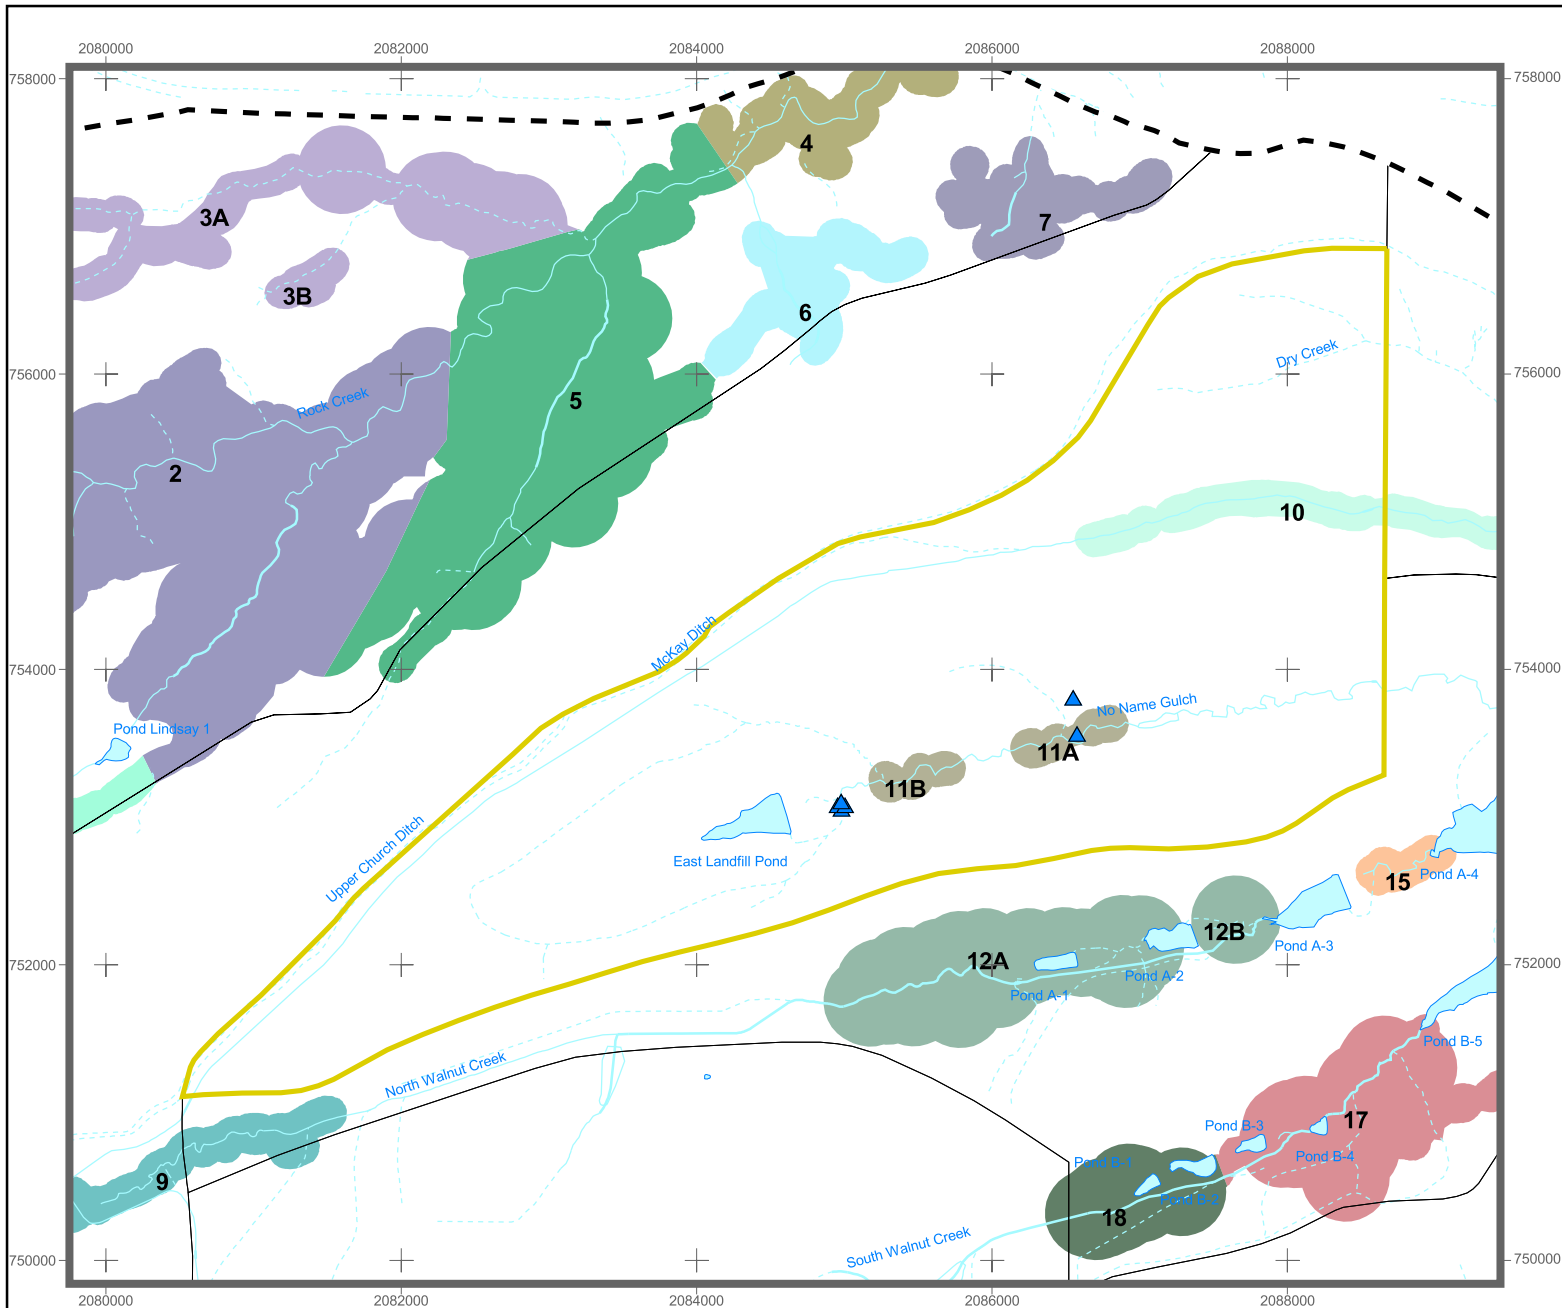 2080000 2082000 2084000 2086000 2088000
758000 758000
4
3A
7
3B
6
Dry Creek
756000 756000
Rock Creek
5
2
10
McKay Ditch
754000 754000
No Name Gulch
Pond Lindsay 1
11A
11B
East Landfill Pond
Upper Church Ditch
Pond A-4
15
12B
Pond A-3
12A
752000 752000
Pond A-2
Pond A-1
Pond B-5
North Walnut Creek
Pond B-3
17
Pond B-4
Pond B-1
9
Pond B-2
18
South Walnut Creek
750000 750000
2080000 2082000 2084000 2086000 2088000